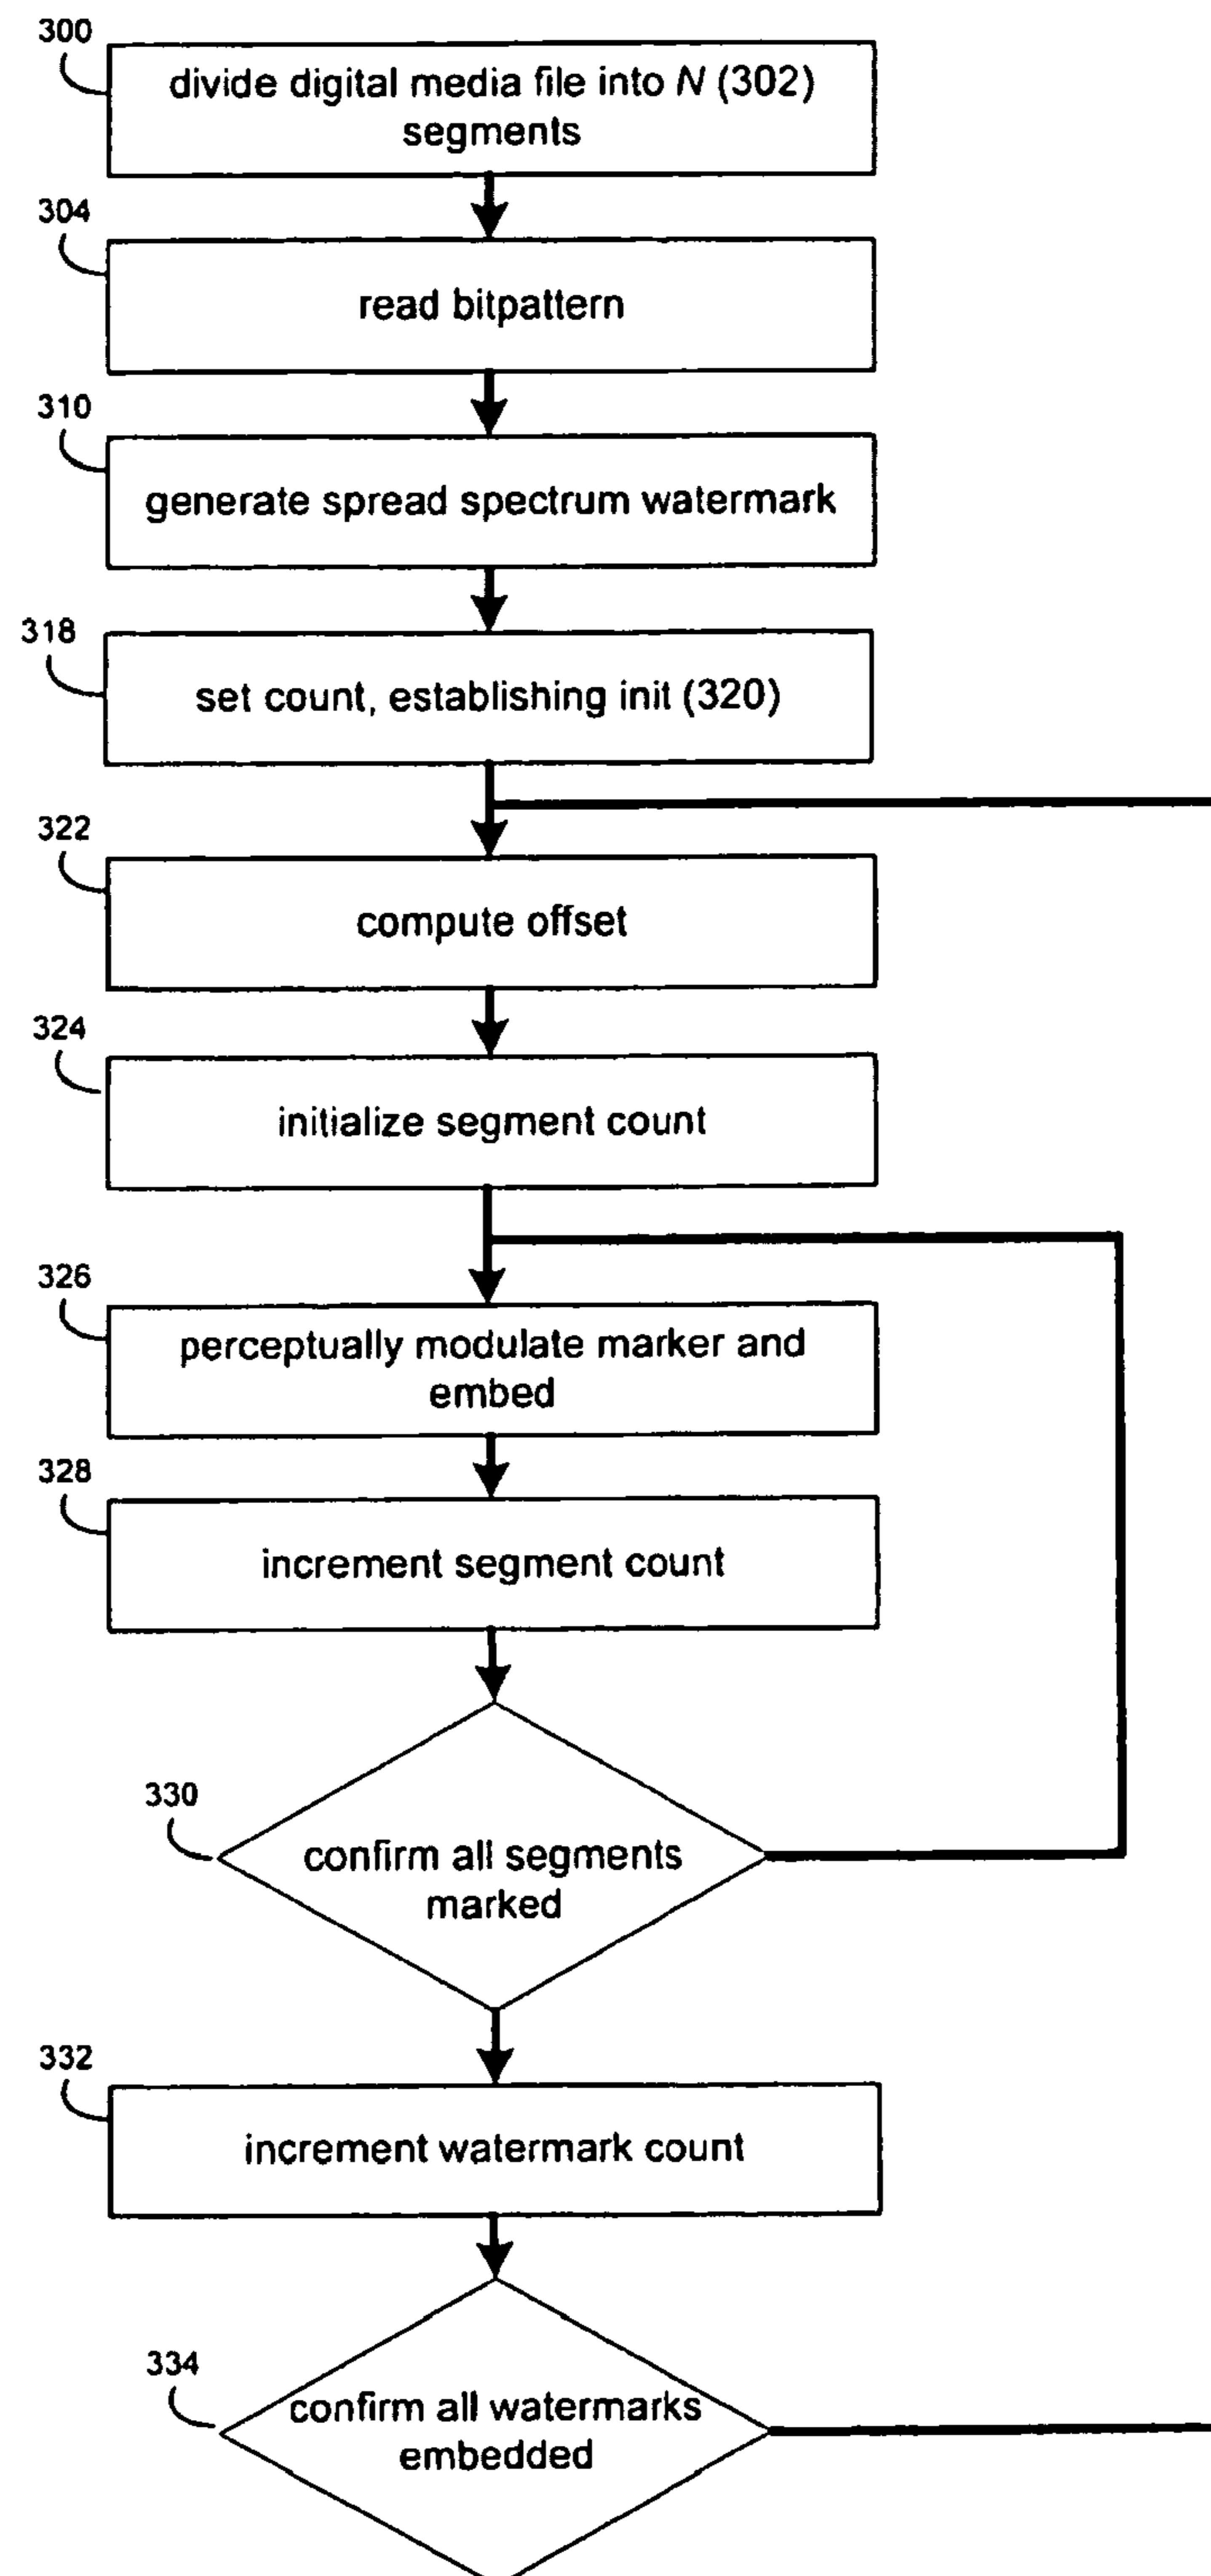 300
divide digital media file into N (302)
segments
304
read bitpattern
310
generate spread spectrum watermark
318
set count, establishing init (320)
322
compute offset
324
initialize segment count
326
perceptually modulate marker and
embed
328
increment segment count
330
confirm all segments
marked
332
increment watermark count
334
confirm all watermarks
embedded